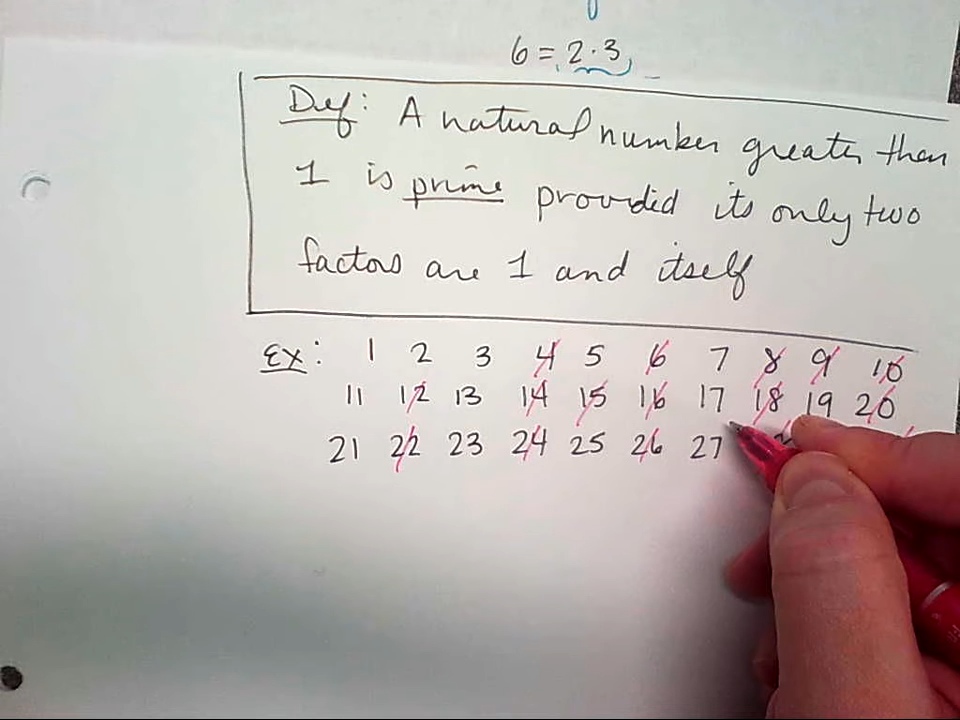 6 = 2 · 3
Def: A natural number greater than
1 is prime provided its only two
factors are 1 and itself
Ex: 1 2 3 4 5 6 7 8 9 10
11 12 13 14 15 16 17 18 19 20
21 22 23 24 25 26 27